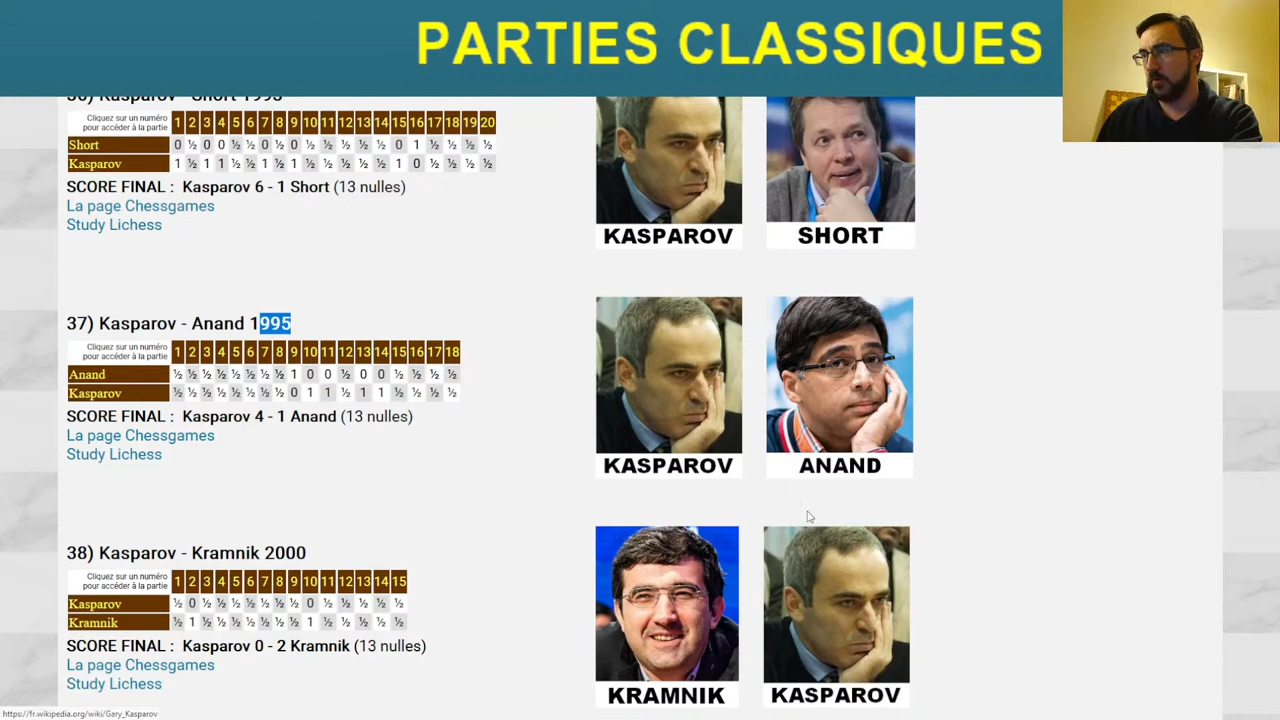 PARTIES CLASSIQUES
36) Kasparov - Short 1993
Cliquez sur un numéro
pour accéder à la partie
1 2 3 4 5 6 7 8 9 10 11 12 13 14 15 16 17 18 19 20
Short 0 ½ 0 0 ½ ½ 0 ½ 0 ½ ½ ½ ½ ½ 0 1 ½ ½ ½ ½
Kasparov 1 ½ 1 1 ½ ½ 1 ½ 1 ½ ½ ½ ½ ½ 1 0 ½ ½ ½ ½
SCORE FINAL : Kasparov 6 - 1 Short (13 nulles)
La page Chessgames
Study Lichess
KASPAROV
SHORT
37) Kasparov - Anand 1995
Cliquez sur un numéro
pour accéder à la partie
1 2 3 4 5 6 7 8 9 10 11 12 13 14 15 16 17 18
Anand ½ ½ ½ ½ ½ ½ ½ ½ 1 0 0 ½ 0 0 ½ ½ ½ ½
Kasparov ½ ½ ½ ½ ½ ½ ½ ½ 0 1 1 ½ 1 1 ½ ½ ½ ½
SCORE FINAL : Kasparov 4 - 1 Anand (13 nulles)
La page Chessgames
Study Lichess
KASPAROV
ANAND
38) Kasparov - Kramnik 2000
Cliquez sur un numéro
pour accéder à la partie
1 2 3 4 5 6 7 8 9 10 11 12 13 14 15
Kasparov ½ 0 ½ ½ ½ ½ ½ ½ ½ 0 ½ ½ ½ ½ ½
Kramnik ½ 1 ½ ½ ½ ½ ½ ½ ½ 1 ½ ½ ½ ½ ½
SCORE FINAL : Kasparov 0 - 2 Kramnik (13 nulles)
La page Chessgames
Study Lichess
KRAMNIK
KASPAROV
https://fr.wikipedia.org/wiki/Gary_Kasparov